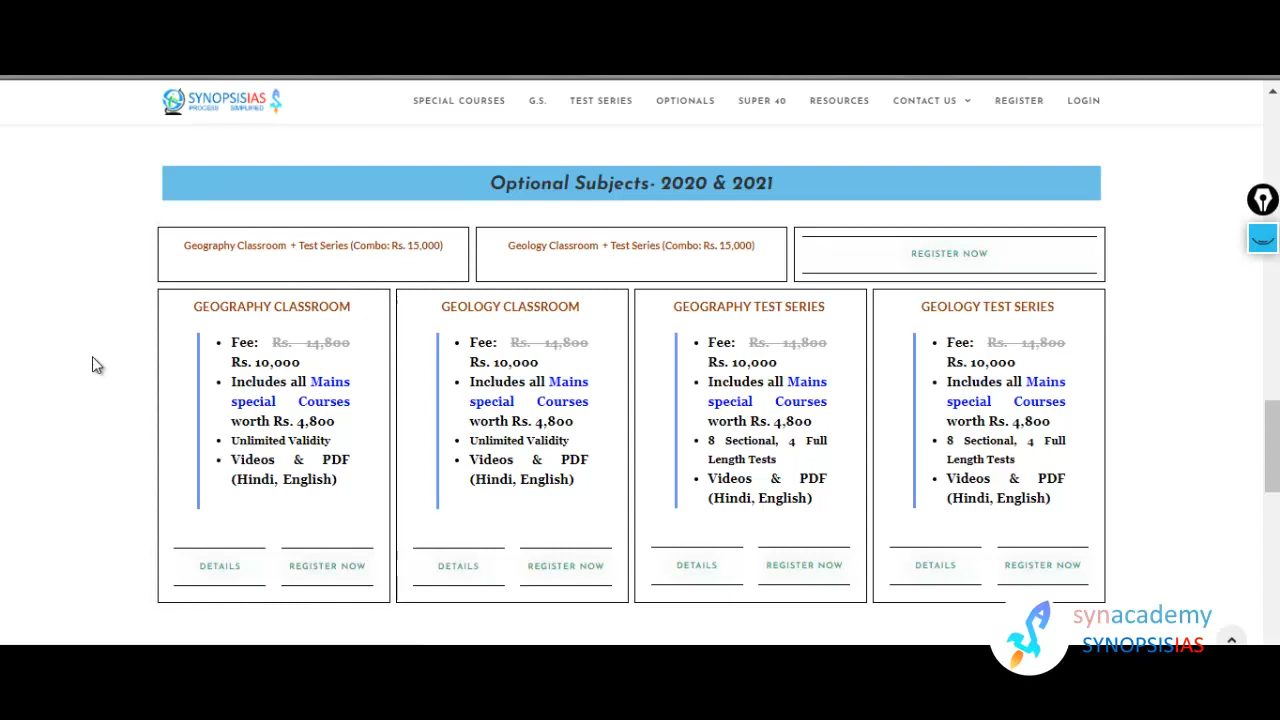 SYNOPSISIAS
PROCESS SIMPLIFIED
SPECIAL COURSES G.S. TEST SERIES OPTIONALS SUPER 40 RESOURCES CONTACT US REGISTER LOGIN
Optional Subjects- 2020 & 2021
Geography Classroom + Test Series (Combo: Rs. 15,000)
Geology Classroom + Test Series (Combo: Rs. 15,000)
REGISTER NOW
GEOGRAPHY CLASSROOM
• Fee: Rs. 14,800
Rs. 10,000
• Includes all Mains
special Courses
worth Rs. 4,800
• Unlimited Validity
• Videos & PDF
(Hindi, English)
DETAILS REGISTER NOW
GEOLOGY CLASSROOM
• Fee: Rs. 14,800
Rs. 10,000
• Includes all Mains
special Courses
worth Rs. 4,800
• Unlimited Validity
• Videos & PDF
(Hindi, English)
DETAILS REGISTER NOW
GEOGRAPHY TEST SERIES
• Fee: Rs. 14,800
Rs. 10,000
• Includes all Mains
special Courses
worth Rs. 4,800
• 8 Sectional, 4 Full
Length Tests
• Videos & PDF
(Hindi, English)
DETAILS REGISTER NOW
GEOLOGY TEST SERIES
• Fee: Rs. 14,800
Rs. 10,000
• Includes all Mains
special Courses
worth Rs. 4,800
• 8 Sectional, 4 Full
Length Tests
• Videos & PDF
(Hindi, English)
DETAILS REGISTER NOW
synacademy
SYNOPSISIAS